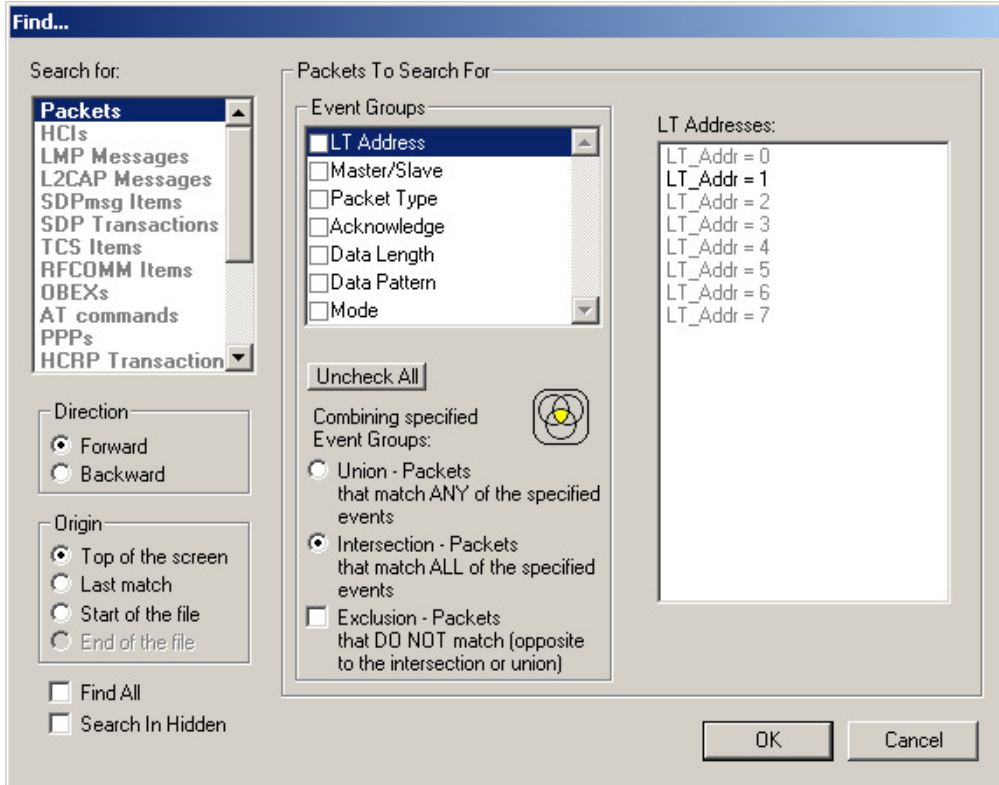 Find...
Search for:
Packets
HCIs
LMP Messages
L2CAP Messages
SDPmsg Items
SDP Transactions
TCS Items
RFCOMM Items
OBEXs
AT commands
PPPs
HCRP Transaction
Direction
Forward
Backward
Origin
Top of the screen
Last match
Start of the file
End of the file
Find All
Search In Hidden
Packets To Search For
Event Groups
LT Address
Master/Slave
Packet Type
Acknowledge
Data Length
Data Pattern
Mode
Uncheck All
Combining specified
Event Groups:
Union - Packets
that match ANY of the specified
events
Intersection - Packets
that match ALL of the specified
events
Exclusion - Packets
that DO NOT match (opposite
to the intersection or union)
LT Addresses:
LT_Addr = 0
LT_Addr = 1
LT_Addr = 2
LT_Addr = 3
LT_Addr = 4
LT_Addr = 5
LT_Addr = 6
LT_Addr = 7
OK
Cancel